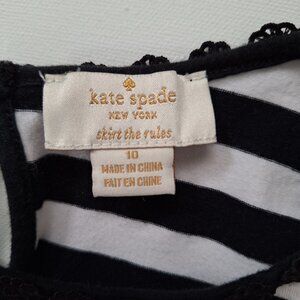 kate spade
NEW YORK
skirt the rules
10
MADE IN CHINA
FAIT EN CHINE